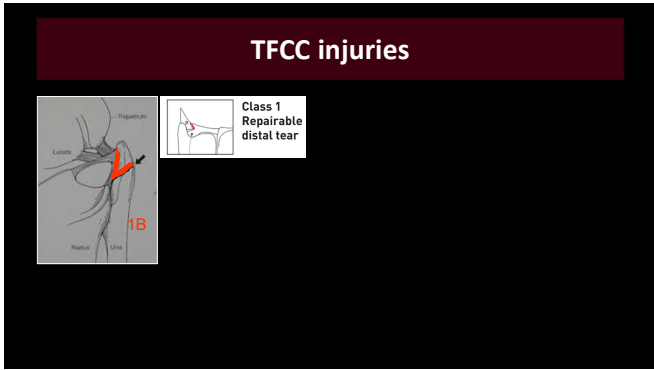 TFCC injuries
Triquetrum
Lunate
1B
Radius
Ulna
Class 1
Repairable
distal tear